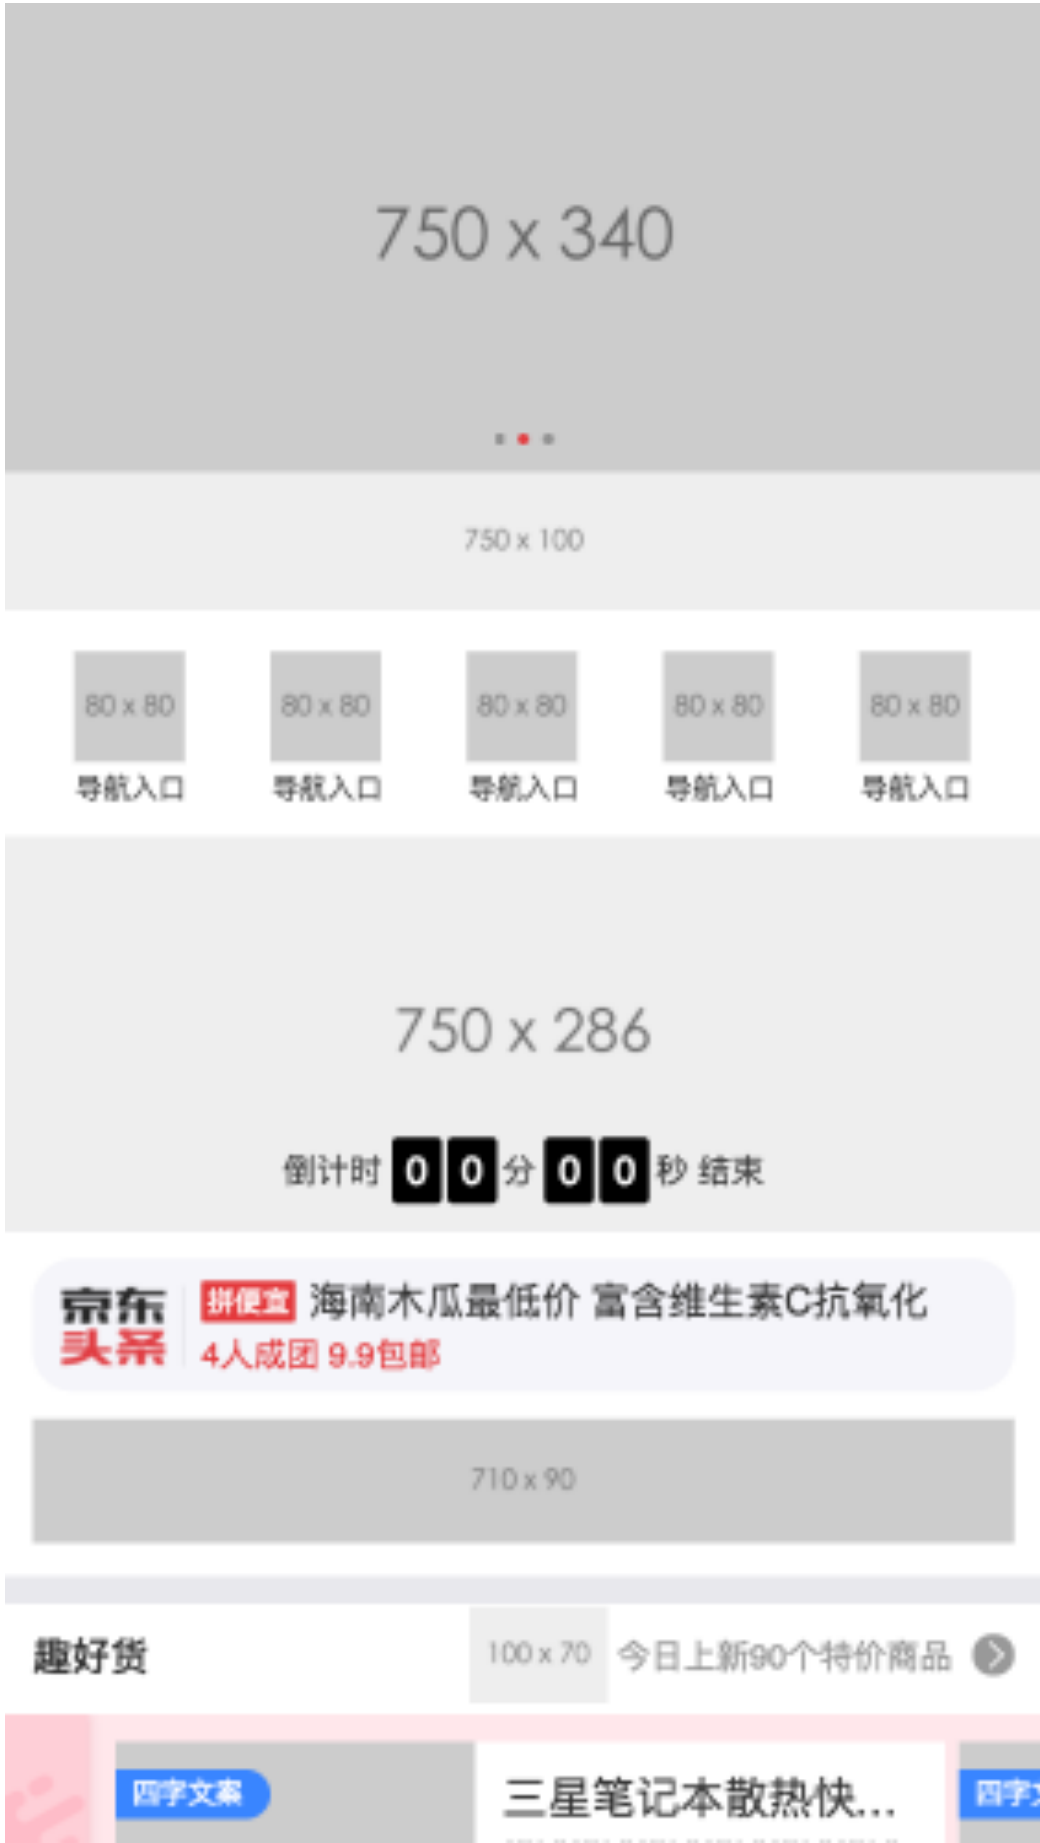 750 x 340
750 x 100
80 x 80 80 x 80 80 x 80 80 x 80 80 x 80
导航入口 导航入口 导航入口 导航入口 导航入口
750 x 286
倒计时 0 0 分 0 0 秒 结束
京东
头条
拼便宜 海南木瓜最低价 富含维生素C抗氧化
4人成团 9.9包邮
710 x 90
趣好货 100 x 70 今日上新90个特价商品
四字文案 三星笔记本散热快... 四字